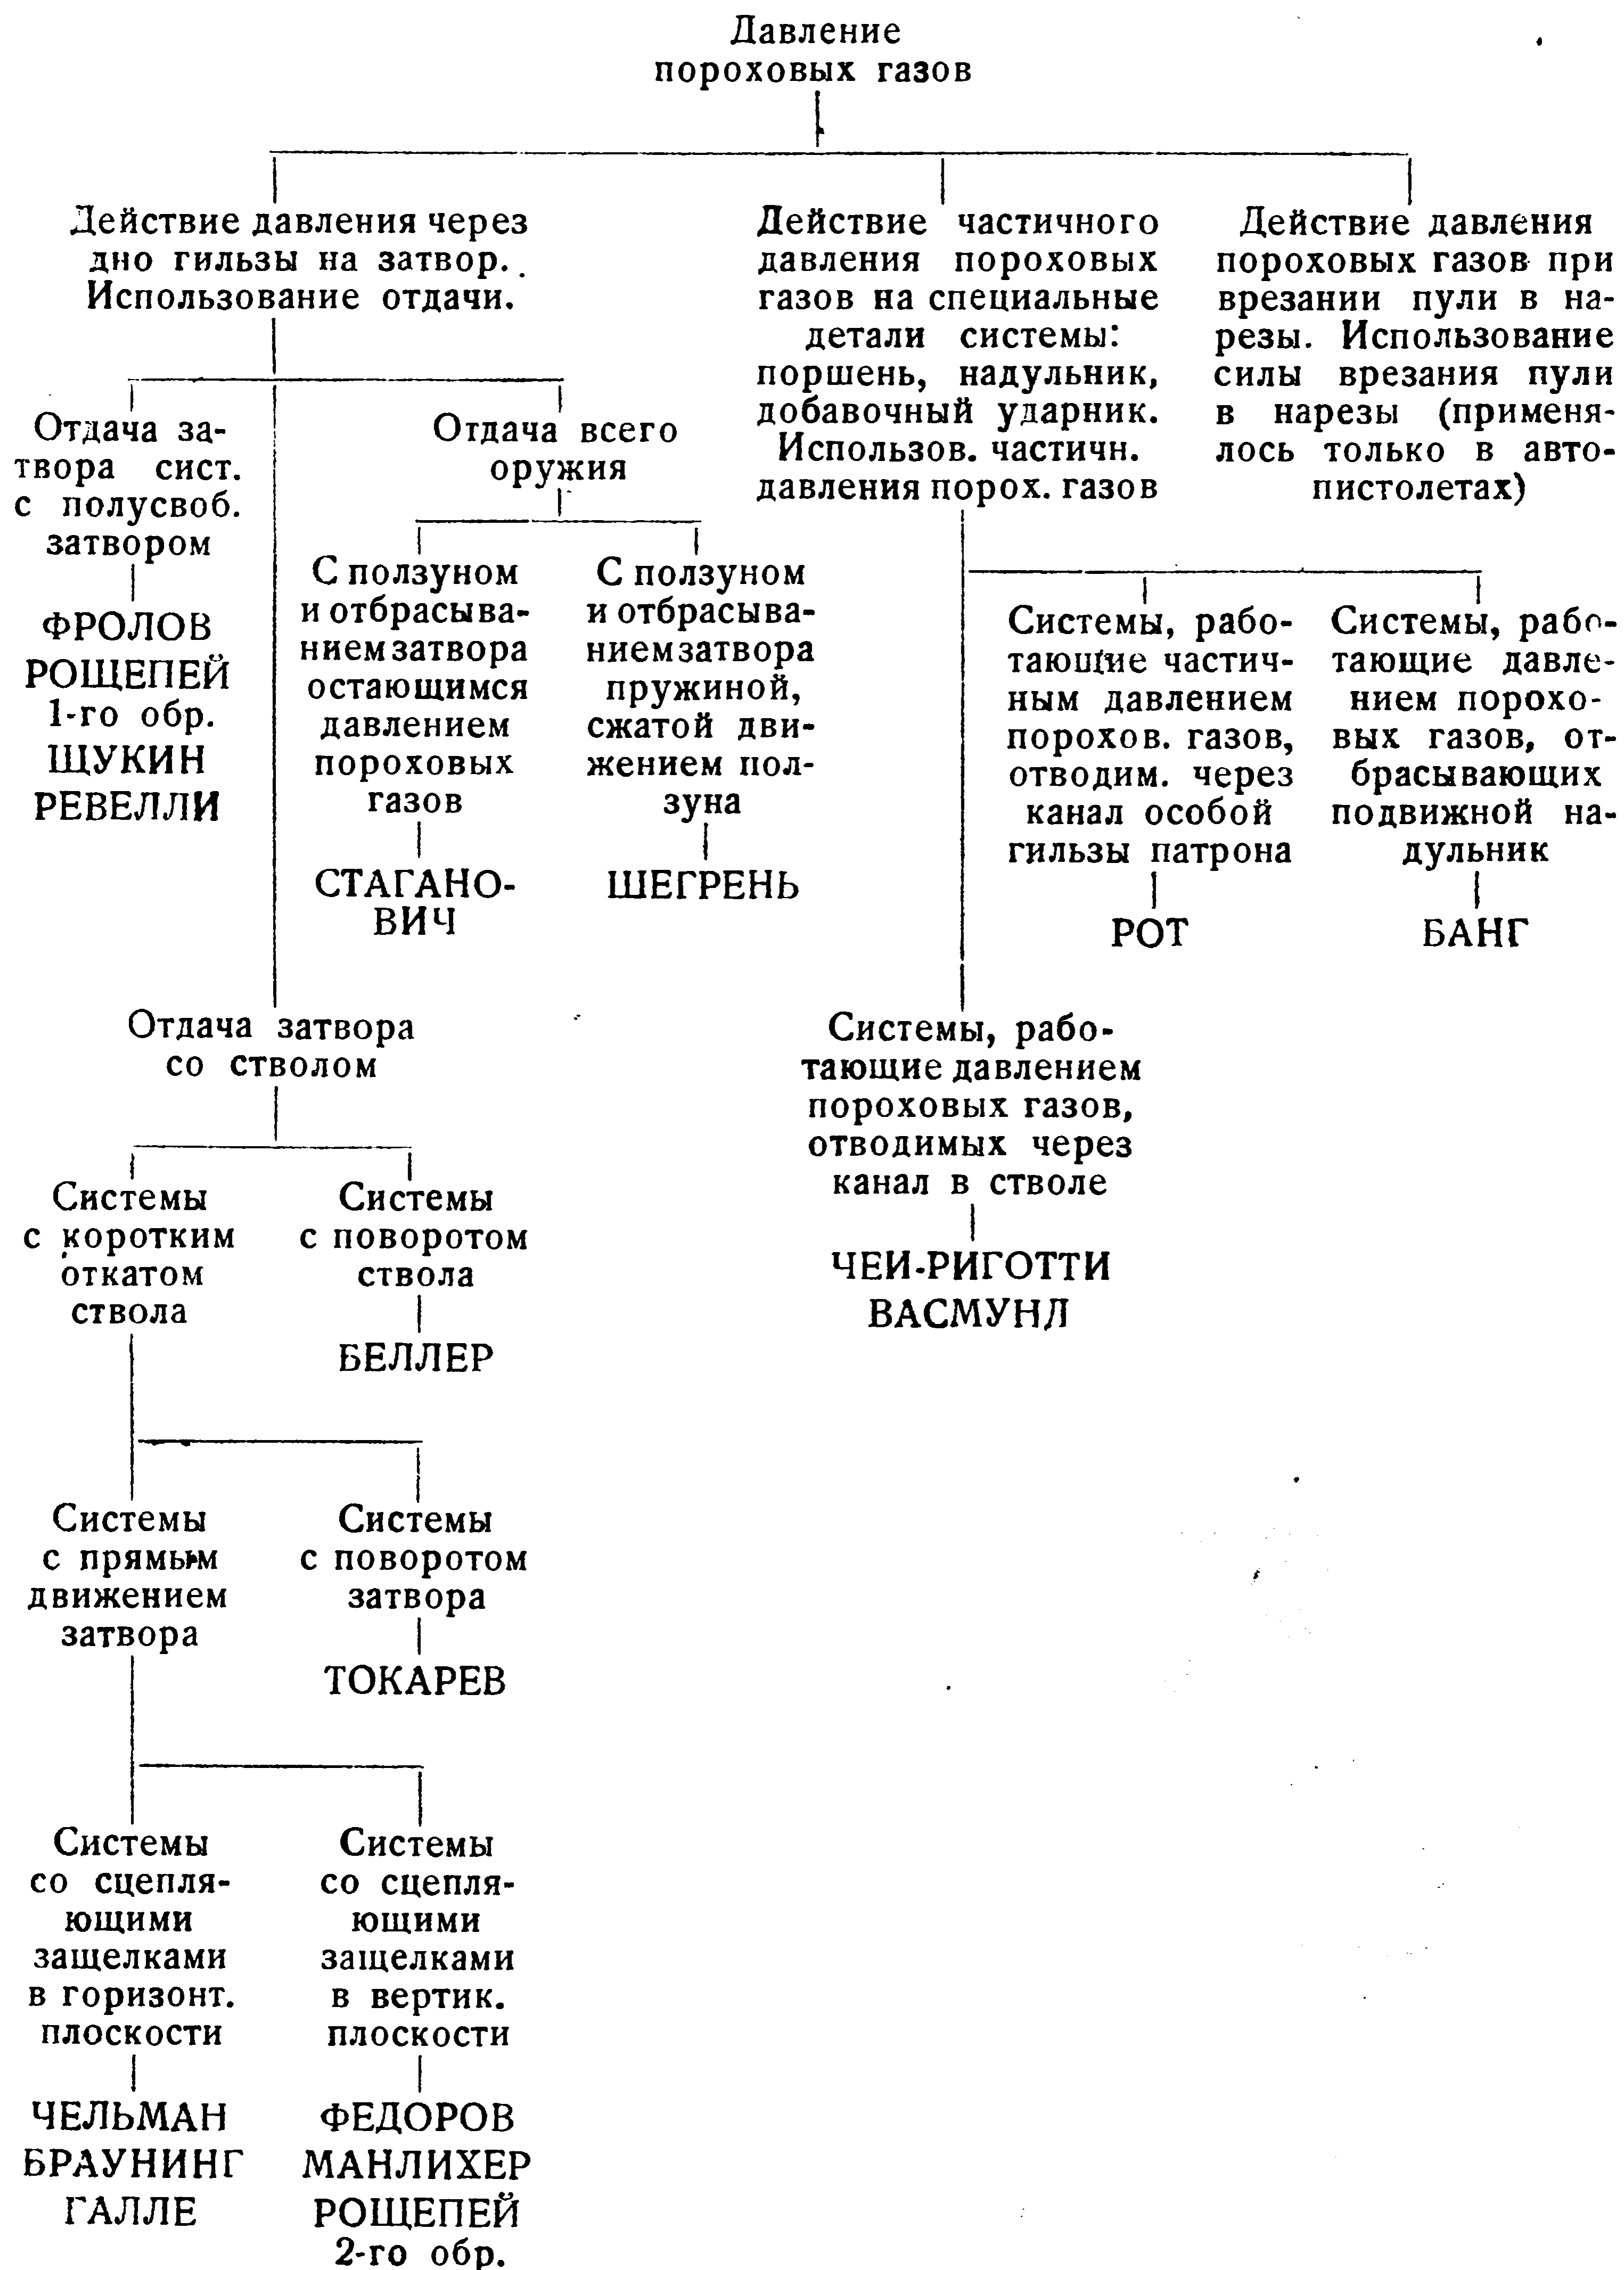 Давление
пороховых газов
Действие давления через
дно гильзы на затвор.
Использование отдачи.
Отдача за-
твора сист.
с полусвоб.
затвором
ФРОЛОВ
РОЩЕПЕЙ
1-го обр.
ЩУКИН
РЕВЕЛЛИ
Отдача всего
оружия
С ползуном
и отбрасыва-
нием затвора
остающимся
давлением
пороховых
газов
СТАГАНО-
ВИЧ
С ползуном
и отбрасыва-
нием затвора
пружиной,
сжатой дви-
жением пол-
зуна
ШЕГРЕНЬ
Отдача затвора
со стволом
Системы
с коротким
откатом
ствола
Системы
с поворотом
ствола
БЕЛЛЕР
Системы
с прямым
движением
затвора
Системы
с поворотом
затвора
ТОКАРЕВ
Системы
со сцепля-
ющими
защелками
в горизонт.
плоскости
ЧЕЛЬМАН
БРАУНИНГ
ГАЛЛЕ
Системы
со сцепля-
ющими
защелками
в вертик.
плоскости
ФЕДОРОВ
МАНЛИХЕР
РОЩЕПЕЙ
2-го обр.
Действие частичного
давления пороховых
газов на специальные
детали системы:
поршень, надульник,
добавочный ударник.
Использов. частичн.
давления порох. газов
Системы, рабо-
тающие частич-
ным давлением
порохов. газов,
отводим. через
канал особой
гильзы патрона
РОТ
Системы, рабо-
тающие давле-
нием порохо-
вых газов, от-
брасывающих
подвижной на-
дульник
БАНГ
Системы, рабо-
тающие давлением
пороховых газов,
отводимых через
канал в стволе
ЧЕИ-РИГОТТИ
ВАСМУНД
Действие давления
пороховых газов при
врезании пули в на-
резы. Использование
силы врезания пули
в нарезы (применя-
лось только в авто-
пистолетах)